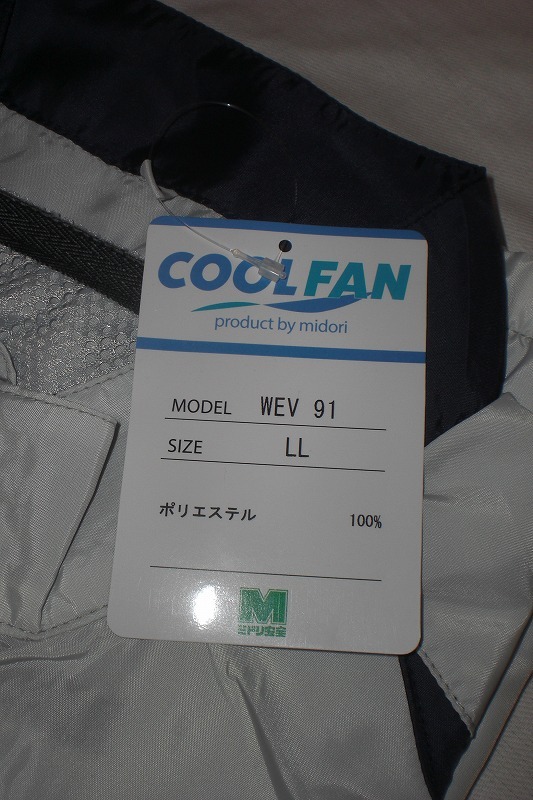 COOLFAN
product by midori
MODEL WEV 91
SIZE LL
ポリエステル 100%
M
ミドリ安全